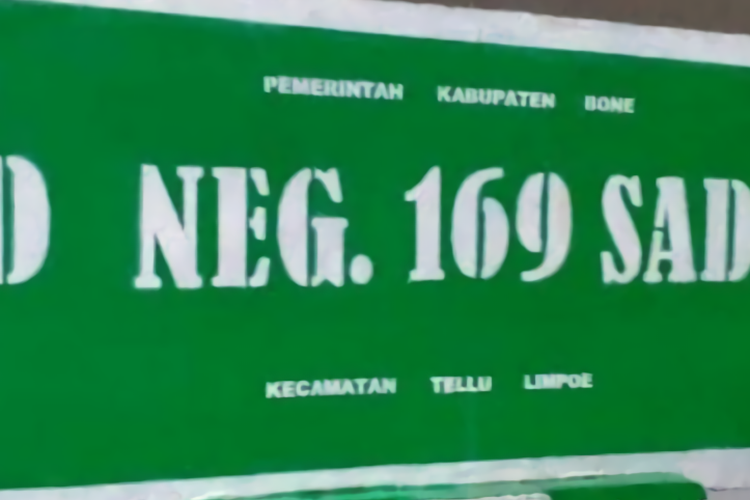 PEMERINTAH KABUPATEN BONE
D NEG. 169 SAD
KECAMATAN TELLU LIMPOE